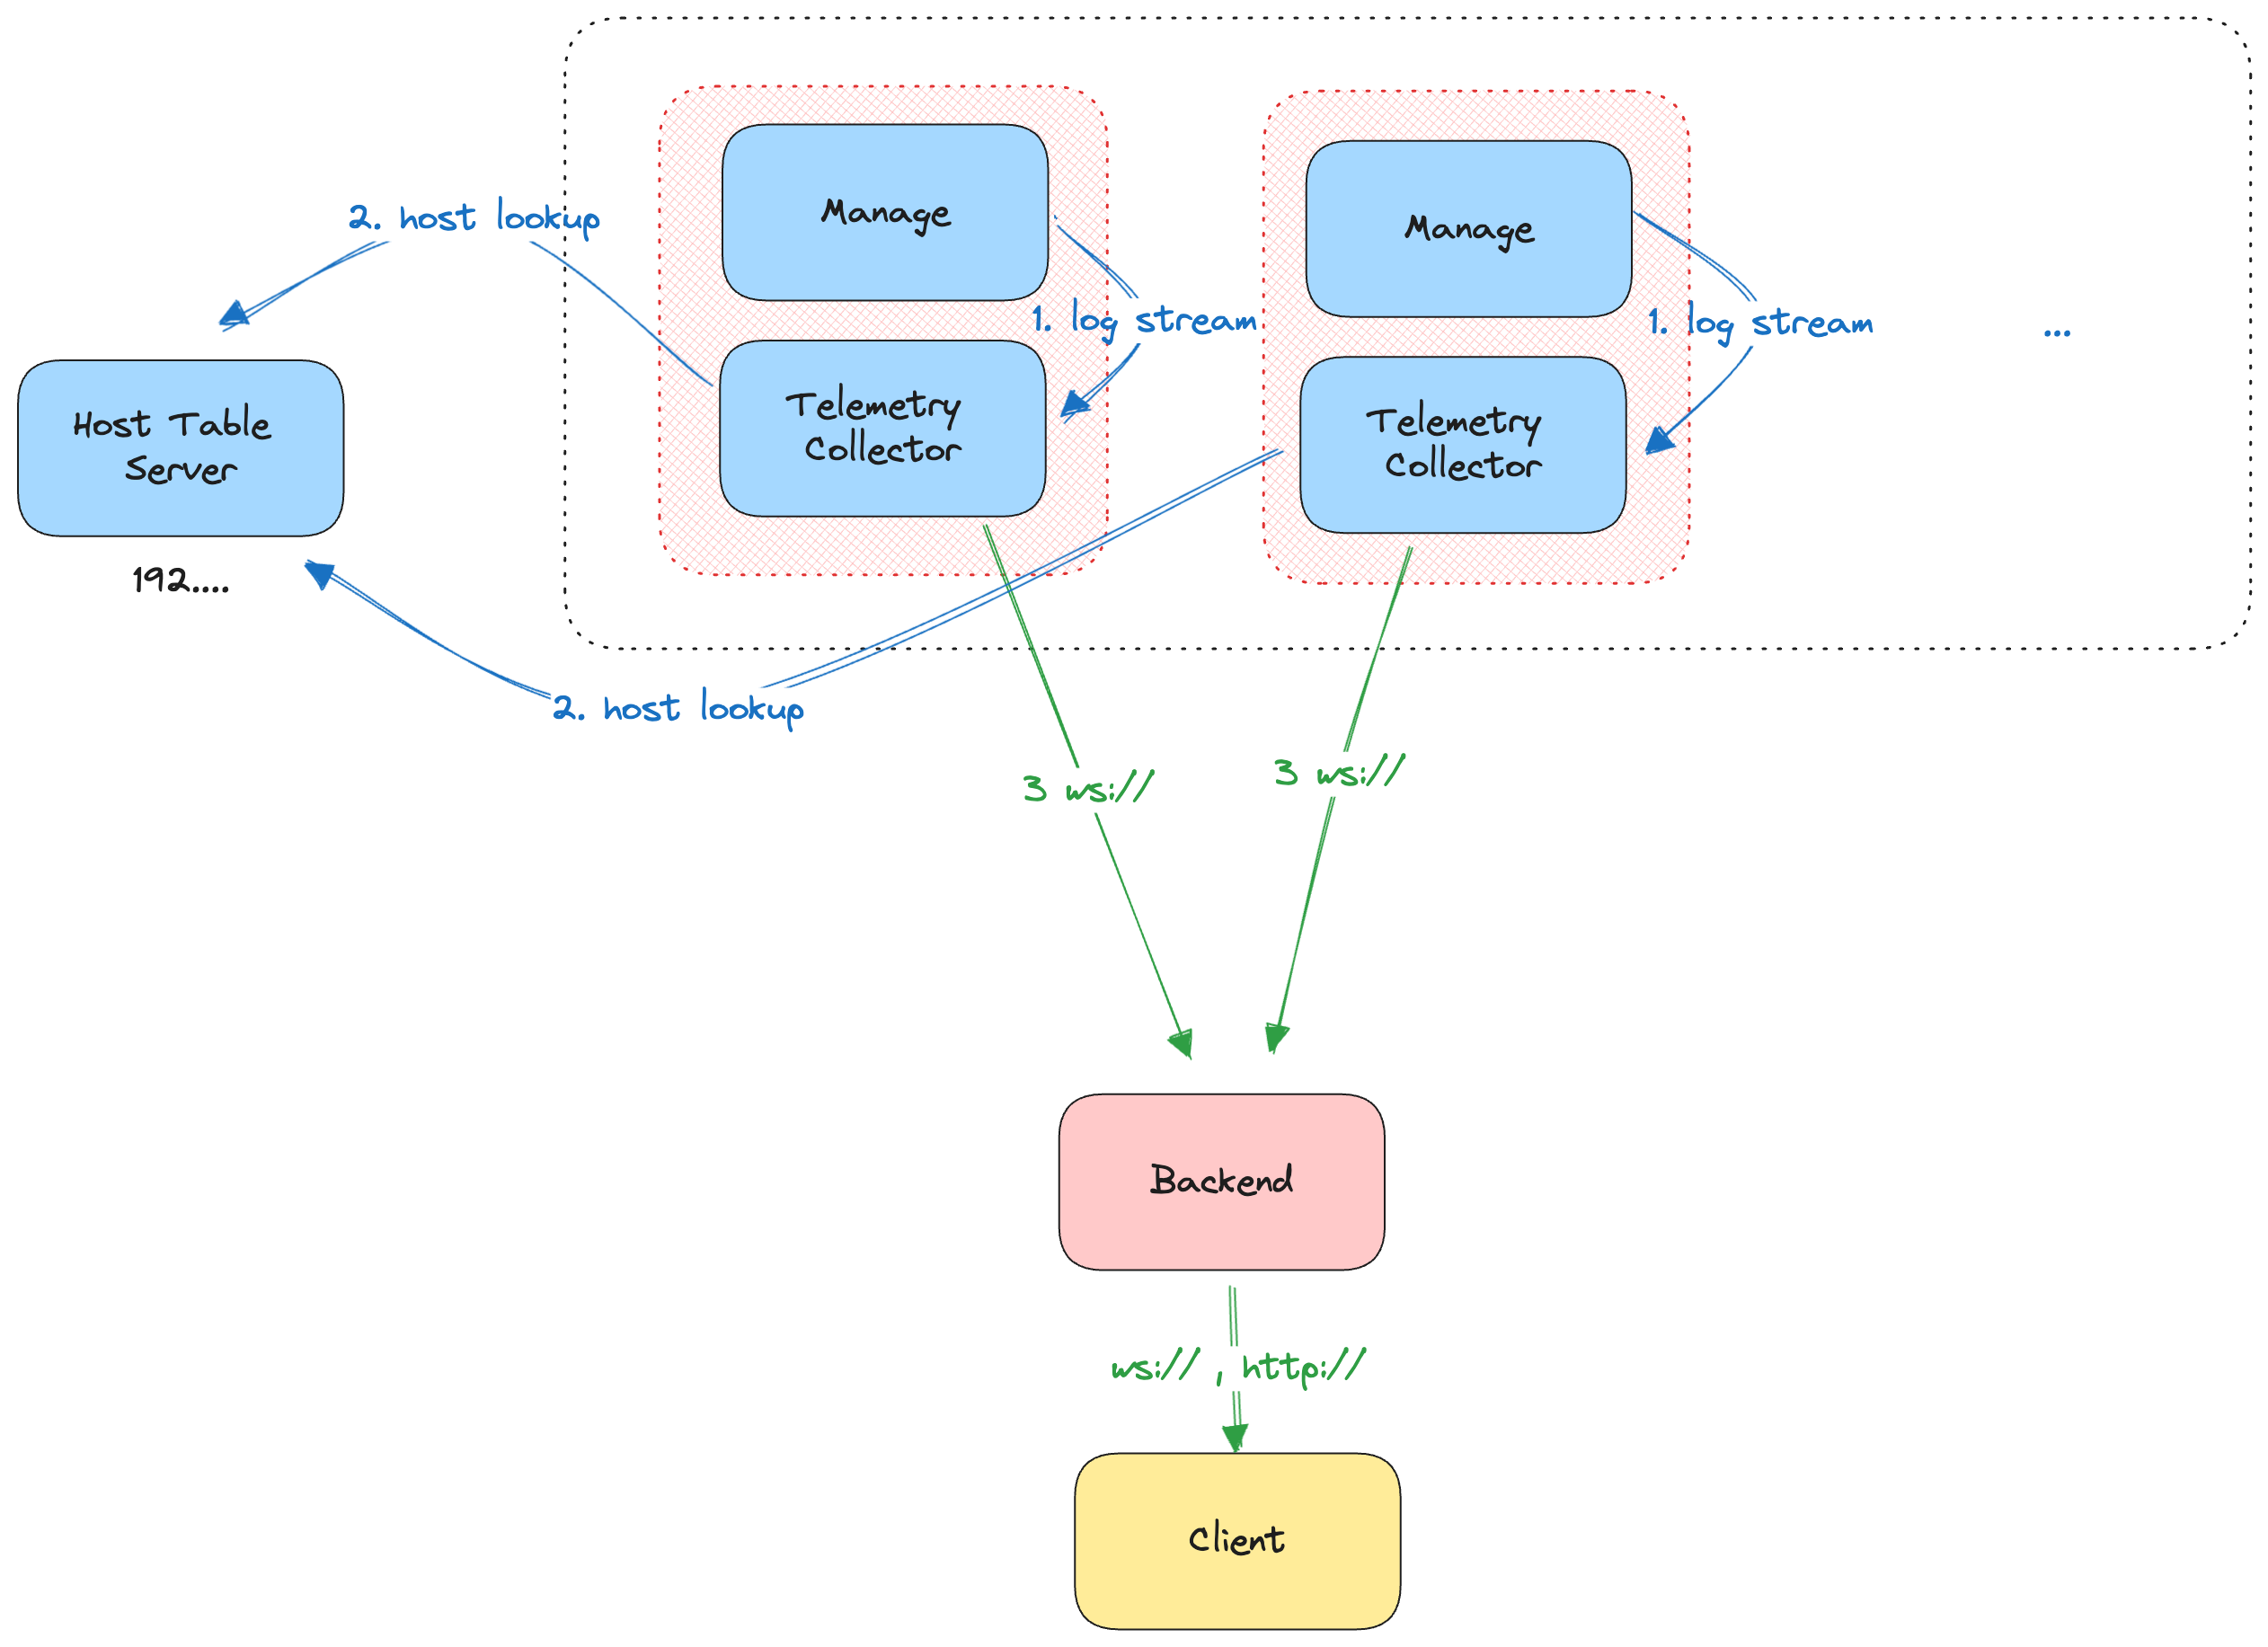 Manage
Manage
2. host lookup
1. log stream
1. log stream
...
Host Table
Server
Telemetry
Collector
Telemetry
Collector
192.....
2. host lookup
3 ws://
3 ws://
Backend
ws:// , http://
Client